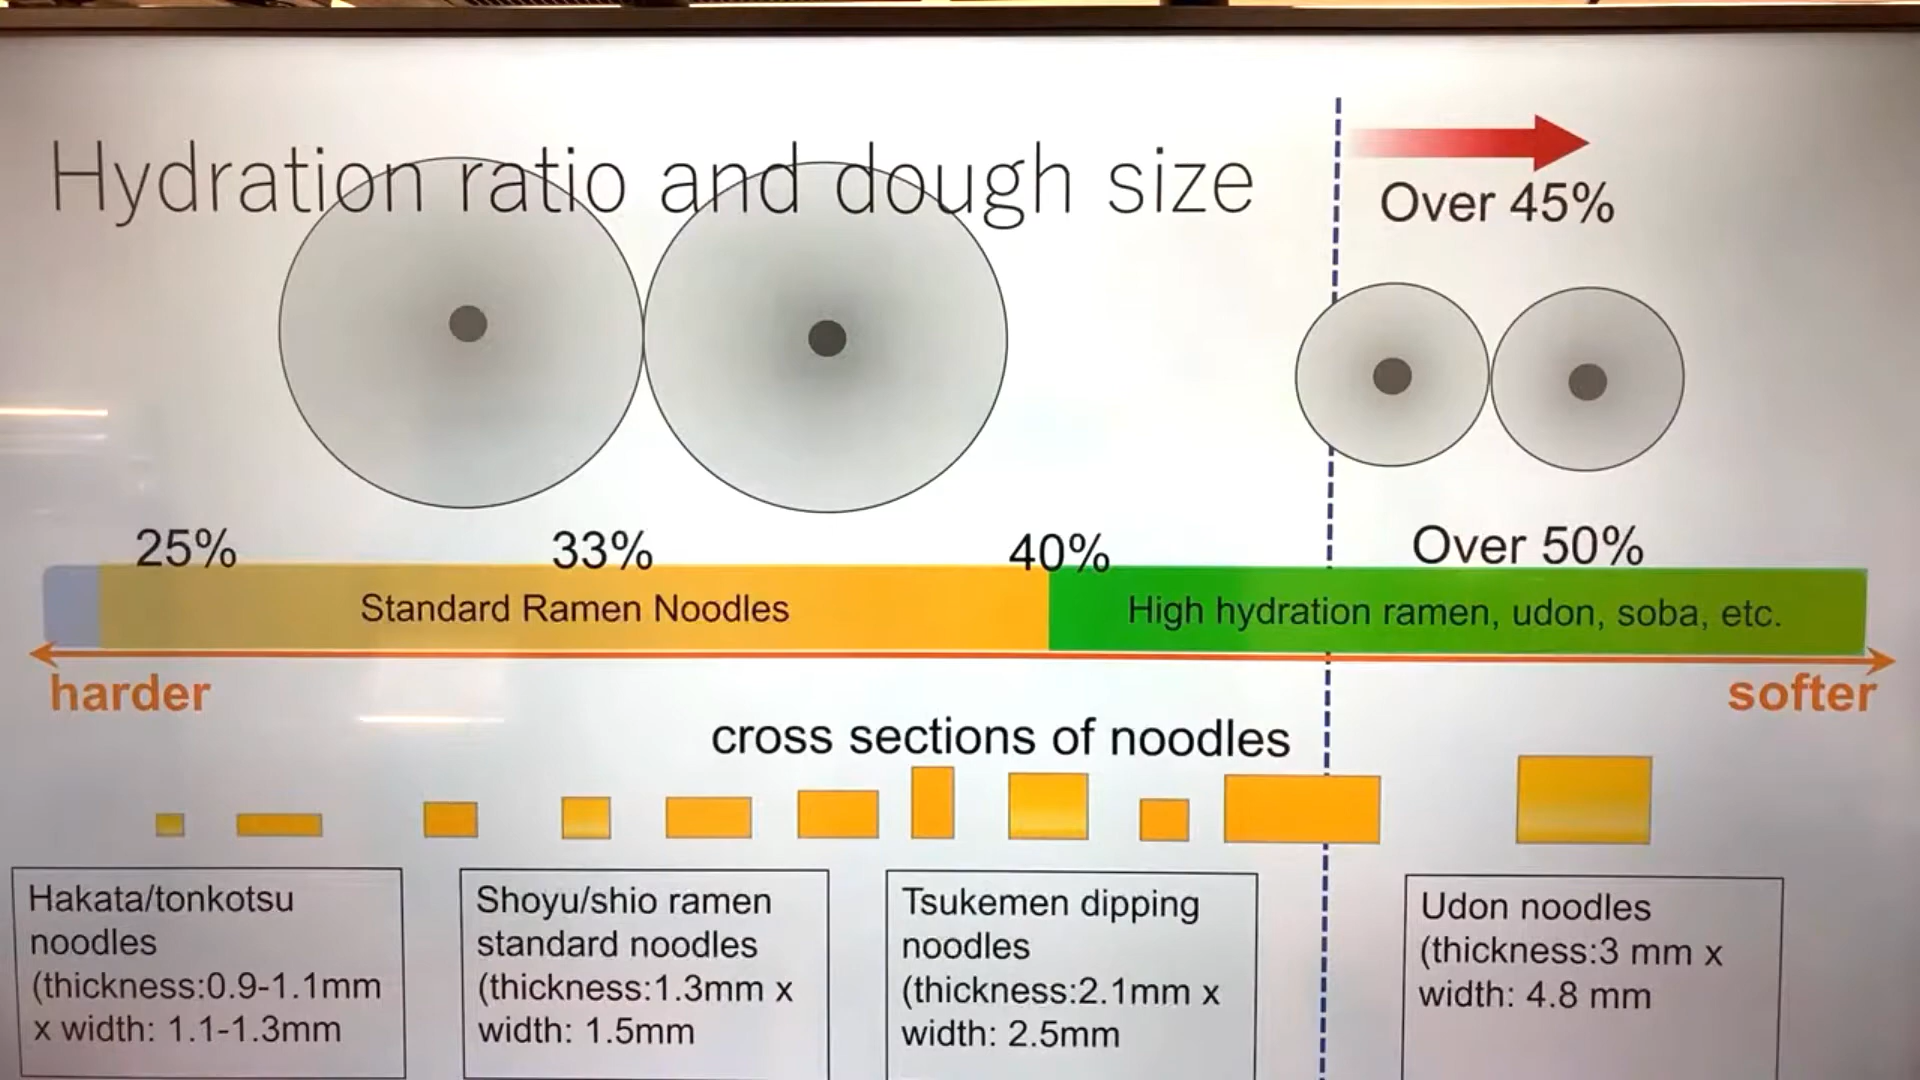 Hydration ratio and dough size
Over 45%
25%
33%
40%
Over 50%
Standard Ramen Noodles
High hydration ramen, udon, soba, etc.
harder
softer
cross sections of noodles
Hakata/tonkotsu
noodles
(thickness:0.9-1.1mm
x width: 1.1-1.3mm
Shoyu/shio ramen
standard noodles
(thickness:1.3mm x
width: 1.5mm
Tsukemen dipping
noodles
(thickness:2.1mm x
width: 2.5mm
Udon noodles
(thickness:3 mm x
width: 4.8 mm